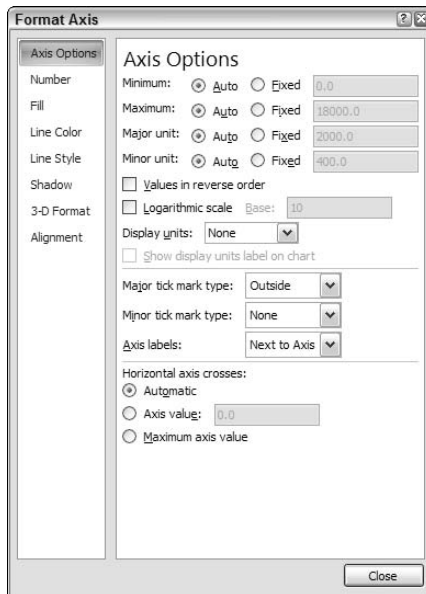 Format Axis
Axis Options
Number
Fill
Line Color
Line Style
Shadow
3-D Format
Alignment
Axis Options
Minimum: Auto Fixed 0.0
Maximum: Auto Fixed 18000.0
Major unit: Auto Fixed 2000.0
Minor unit: Auto Fixed 400.0
Values in reverse order
Logarithmic scale Base: 10
Display units: None
Show display units label on chart
Major tick mark type: Outside
Minor tick mark type: None
Axis labels: Next to Axis
Horizontal axis crosses:
Automatic
Axis value: 0.0
Maximum axis value
Close